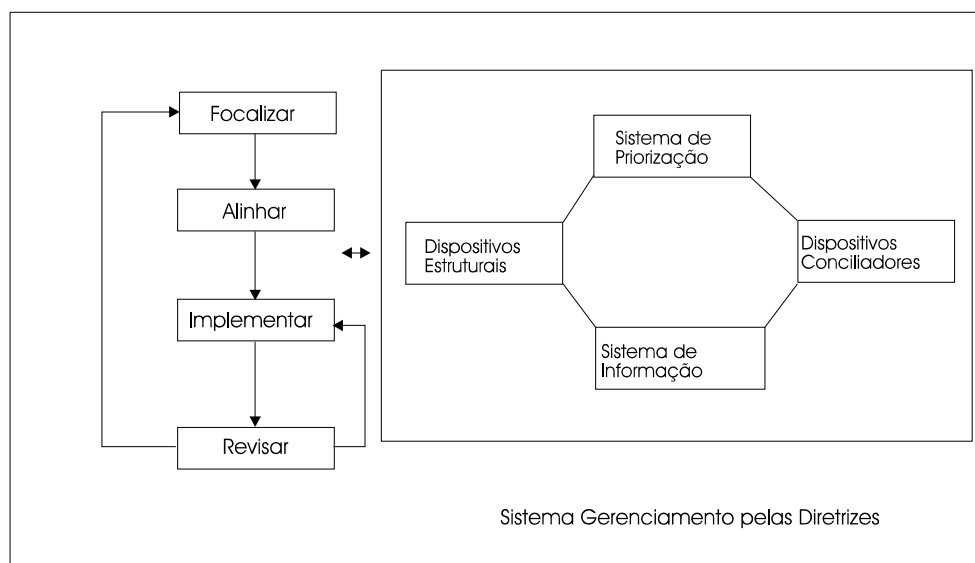 Focalizar
Alinhar
Implementar
Revisar
Sistema de
Priorização
Dispositivos
Estruturais
Dispositivos
Conciliadores
Sistema de
Informação
Sistema Gerenciamento pelas Diretrizes